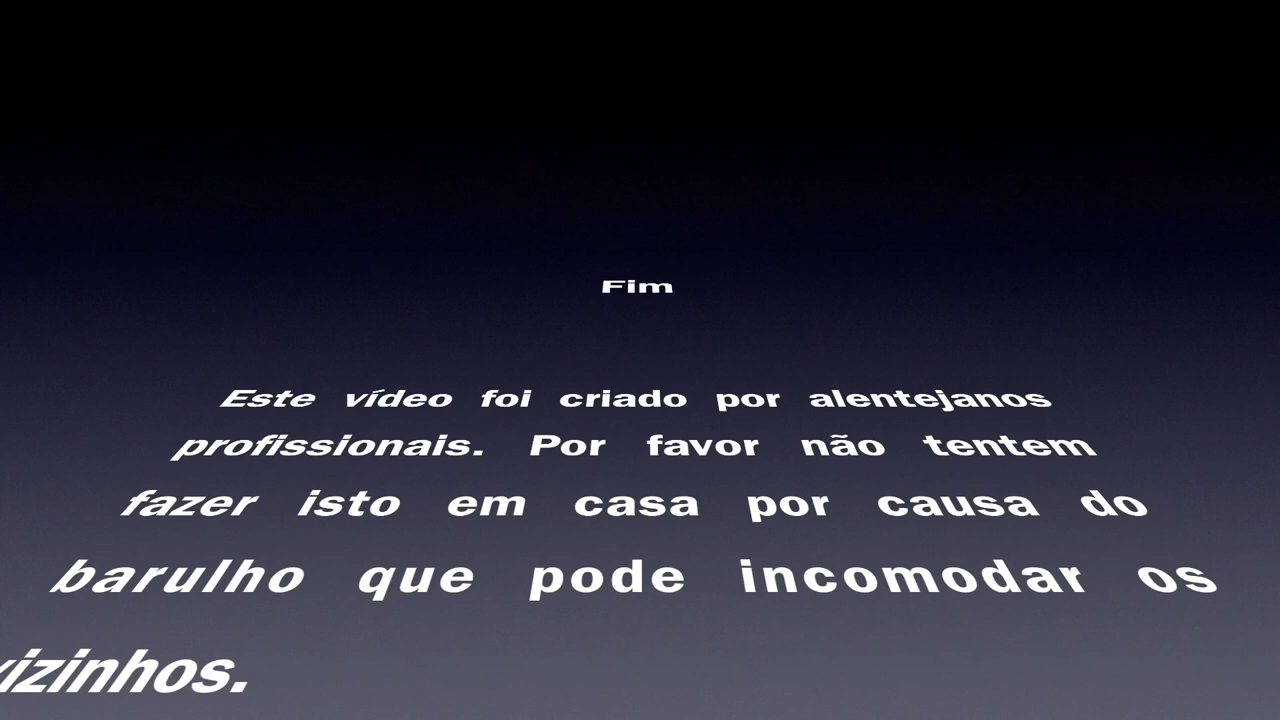 Fim
Este vídeo foi criado por alentejanos
profissionais. Por favor não tentem
fazer isto em casa por causa do
barulho que pode incomodar os
vizinhos.